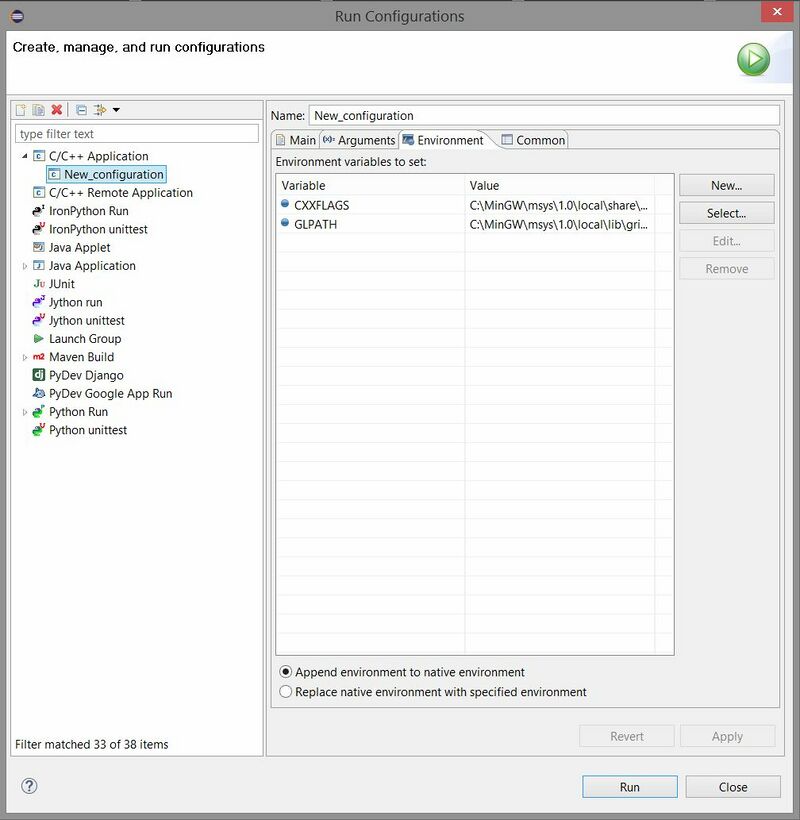 Run Configurations
Create, manage, and run configurations
type filter text
C/C++ Application
New_configuration
C/C++ Remote Application
IronPython Run
IronPython unittest
Java Applet
Java Application
JUnit
Jython run
Jython unittest
Launch Group
m2 Maven Build
PyDev Django
PyDev Google App Run
Python Run
Python unittest
Filter matched 33 of 38 items
Name: New_configuration
Main Arguments Environment Common
Environment variables to set:
Variable Value
CXXFLAGS C:\MinGW\msys\1.0\local\share\...
GLPATH C:\MinGW\msys\1.0\local\lib\gri...
New...
Select...
Edit...
Remove
Append environment to native environment
Replace native environment with specified environment
Revert Apply
Run Close